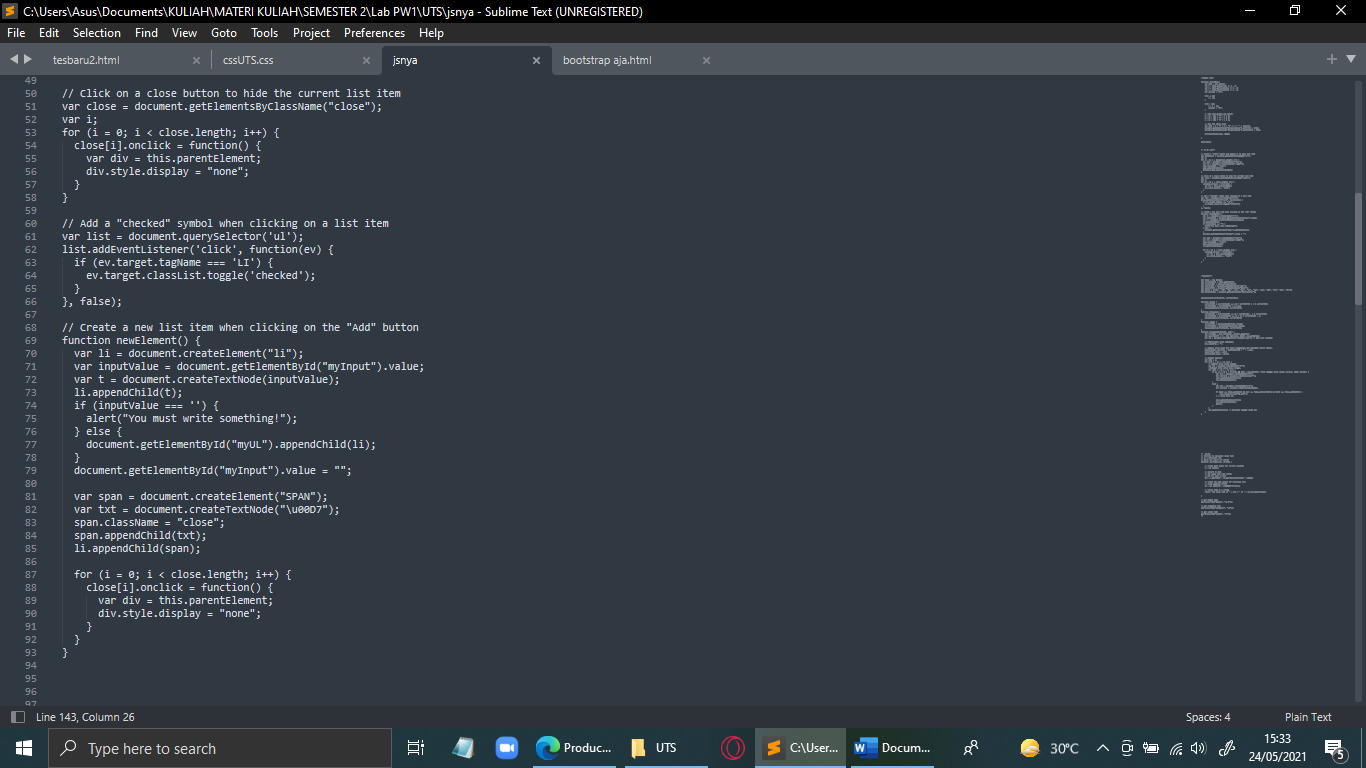 C:\Users\Asus\Documents\KULIAH\MATERI KULIAH\SEMESTER 2\Lab PW1\UTS\jsnya - Sublime Text (UNREGISTERED)
File Edit Selection Find View Goto Tools Project Preferences Help
tesbaru2.html cssUTS.css jsnya bootstrap aja.html
49
50 // Click on a close button to hide the current list item
51 var close = document.getElementsByClassName("close");
52 var i;
53 for (i = 0; i < close.length; i++) {
54 close[i].onclick = function() {
55 var div = this.parentElement;
56 div.style.display = "none";
57 }
58 }
59
60 // Add a "checked" symbol when clicking on a list item
61 var list = document.querySelector('ul');
62 list.addEventListener('click', function(ev) {
63 if (ev.target.tagName === 'LI') {
64 ev.target.classList.toggle('checked');
65 }
66 }, false);
67
68 // Create a new list item when clicking on the "Add" button
69 function newElement() {
70 var li = document.createElement("li");
71 var inputValue = document.getElementById("myInput").value;
72 var t = document.createTextNode(inputValue);
73 li.appendChild(t);
74 if (inputValue === '') {
75 alert("You must write something!");
76 } else {
77 document.getElementById("myUL").appendChild(li);
78 }
79 document.getElementById("myInput").value = "";
80
81 var span = document.createElement("SPAN");
82 var txt = document.createTextNode("\u00D7");
83 span.className = "close";
84 span.appendChild(txt);
85 li.appendChild(span);
86
87 for (i = 0; i < close.length; i++) {
88 close[i].onclick = function() {
89 var div = this.parentElement;
90 div.style.display = "none";
91 }
92 }
93 }
94
95
96
97
Line 143, Column 26 Spaces: 4 Plain Text
Type here to search Produc... UTS C:\User... Docum... 30°C 15:33
24/05/2021 5